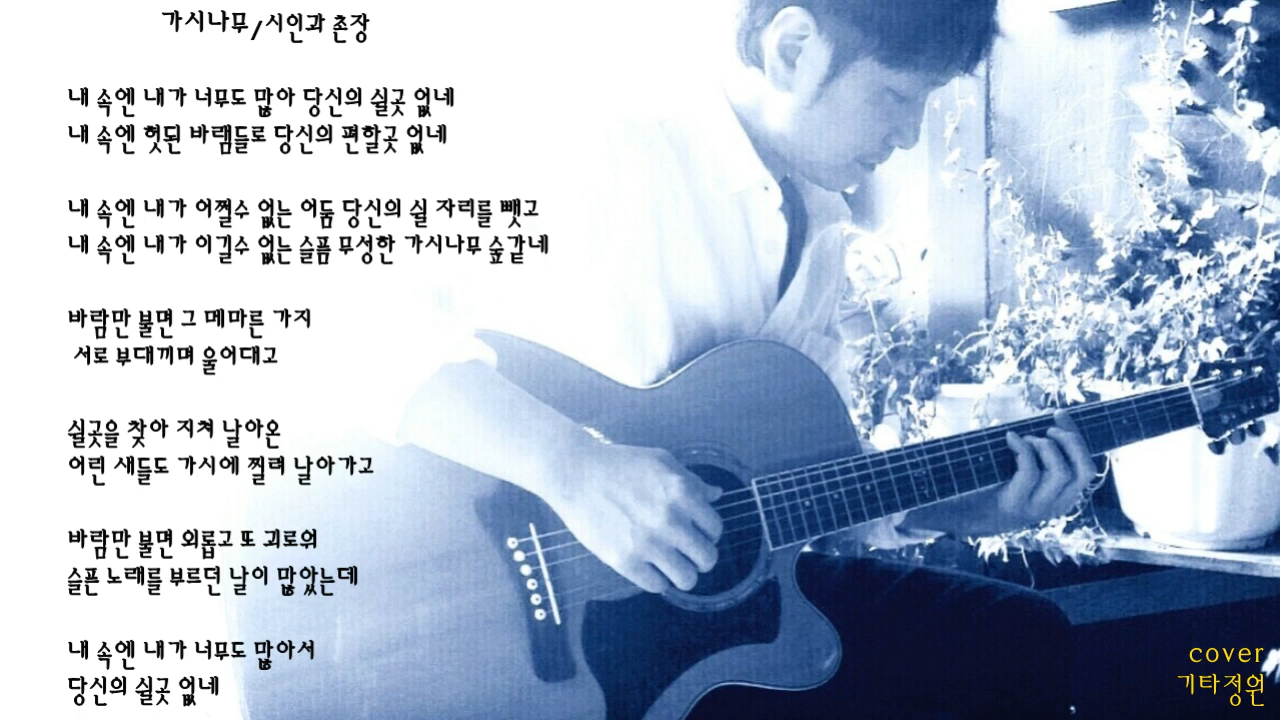 가시나무/시인과 촌장
내 속엔 내가 너무도 많아 당신의 쉴곳 없네
내 속엔 헛된 바램들로 당신의 편할곳 없네
내 속엔 내가 어쩔수 없는 어둠 당신의 쉴 자리를 뺏고
내 속엔 내가 이길수 없는 슬픔 무성한 가시나무 숲같네
바람만 불면 그 메마른 가지
서로 부대끼며 울어대고
쉴곳을 찾아 지쳐 날아온
어린 새들도 가시에 찔려 날아가고
바람만 불면 외롭고 또 괴로워
슬픈 노래를 부르던 날이 많았는데
내 속엔 내가 너무도 많아서
당신의 쉴곳 없네
cover
기타정원